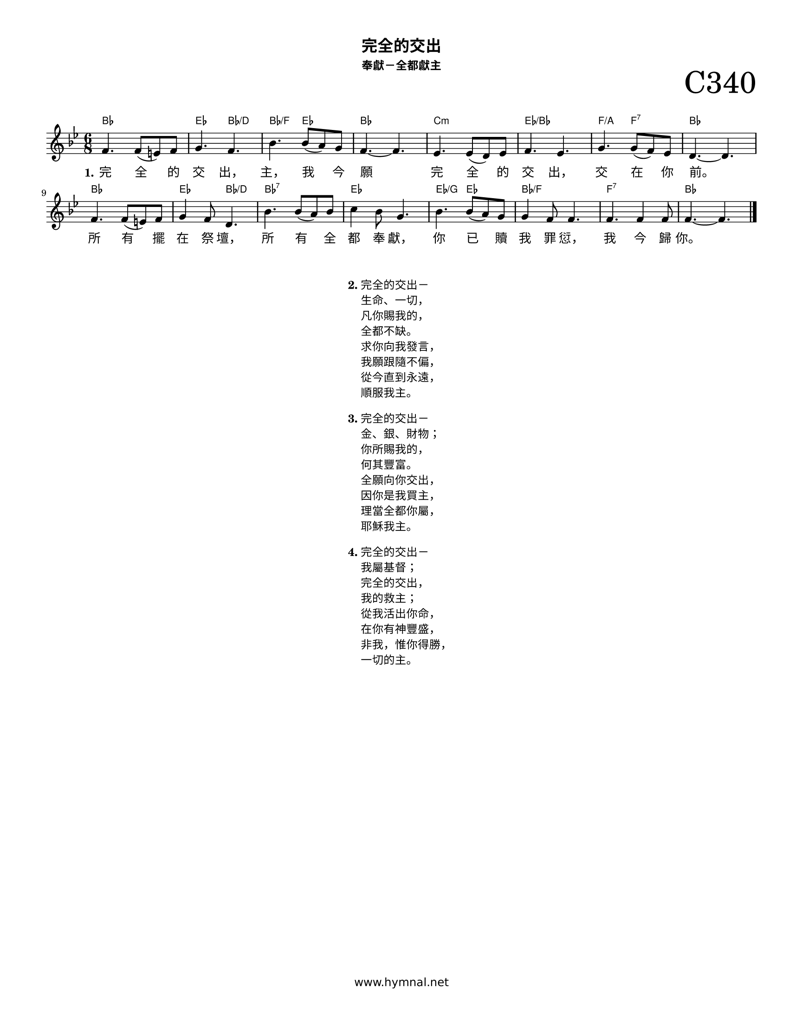 完全的交出
奉獻－全都獻主
C340
B♭ E♭ B♭/D B♭/F E♭ B♭ Cm E♭/B♭ F/A F7 B♭
6
8
1. 完 全 的 交 出， 主， 我 今 願 完 全 的 交 出， 交 在 你 前。
9
B♭ E♭ B♭/D B♭7 E♭ E♭/G E♭ B♭/F F7 B♭
所 有 擺 在 祭 壇， 所 有 全 都 奉 獻， 你 已 贖 我 罪 愆， 我 今 歸 你。
2. 完全的交出－
生命、一切，
凡你賜我的，
全都不缺。
求你向我發言，
我願跟隨不偏，
從今直到永遠，
順服我主。
3. 完全的交出－
金、銀、財物；
你所賜我的，
何其豐富。
全願向你交出，
因你是我買主，
理當全都你屬，
耶穌我主。
4. 完全的交出－
我屬基督；
完全的交出，
我的救主；
從我活出你命，
在你有神豐盛，
非我，惟你得勝，
一切的主。
www.hymnal.net